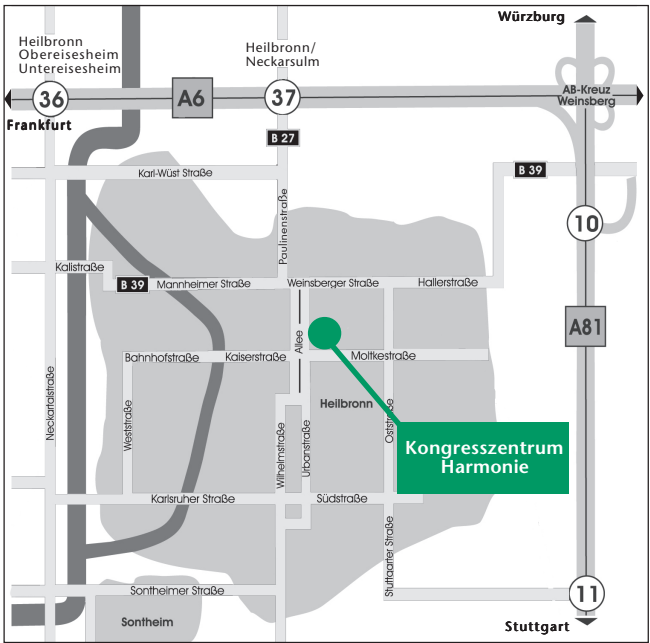 Würzburg
Heilbronn
Obereisesheim
Untereisesheim
Heilbronn/
Neckarsulm
36
A6
37
AB-Kreuz
Weinsberg
Frankfurt
B 27
Karl-Wüst Straße
B 39
Paulinenstraße
10
Kalistraße
B 39
Mannheimer Straße
Weinsberger Straße
Hallerstraße
A81
Allee
Bahnhofstraße
Kaiserstraße
Moltkestraße
Neckartalstraße
Weststraße
Heilbronn
Oststraße
Wilhelmstraße
Urbanstraße
Kongresszentrum
Harmonie
Karlsruher Straße
Südstraße
Stuttgarter Straße
Sontheimer Straße
11
Sontheim
Stuttgart